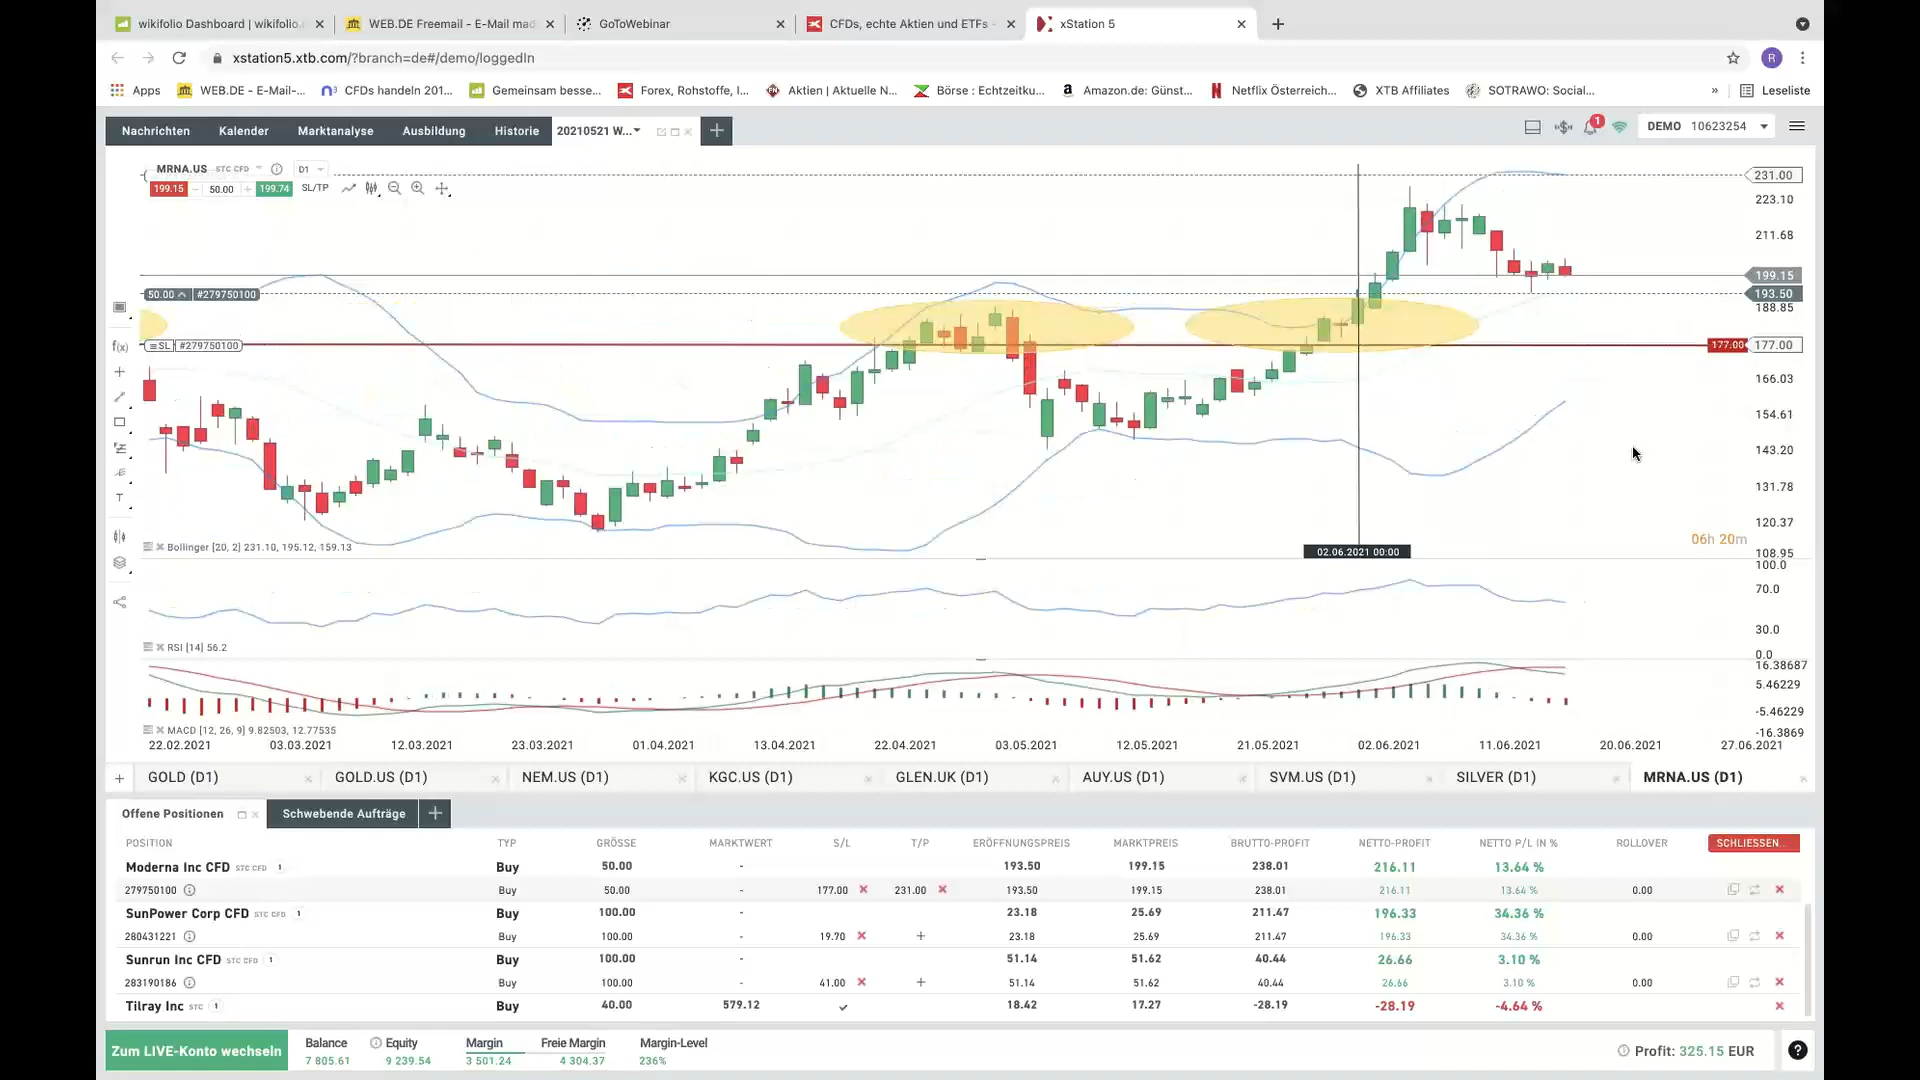 wikifolio Dashboard | wikifolio.
WEB.DE Freemail - E-Mail mad
GoToWebinar
CFDs, echte Aktien und ETFs -
xStation 5
xstation5.xtb.com/?branch=de#/demo/loggedIn
R
Apps
WEB.DE - E-Mail-...
CFDs handeln 201...
Gemeinsam besse...
Forex, Rohstoffe, I...
Aktien | Aktuelle N...
Börse : Echtzeitku...
Amazon.de: Günst...
Netflix Österreich...
XTB Affiliates
SOTRAWO: Social...
»
Leseliste
Nachrichten
Kalender
Marktanalyse
Ausbildung
Historie
20210521 W...
1
DEMO 10623254
MRNA.US STC CFD
D1
199.15
50.00
199.74
SL/TP
231.00
223.10
211.68
199.15
193.50
188.85
177.00 177.00
166.03
154.61
143.20
131.78
120.37
108.95
50.00 #279750100
SL #279750100
f(x)
T
06h 20m
02.06.2021 00:00
Bollinger [20, 2] 231.10, 195.12, 159.13
100.0
70.0
30.0
0.0
RSI [14] 56.2
16.38687
5.46229
-5.46229
-16.3869
MACD [12, 26, 9] 9.82503, 12.77535
22.02.2021
03.03.2021
12.03.2021
23.03.2021
01.04.2021
13.04.2021
22.04.2021
03.05.2021
12.05.2021
21.05.2021
02.06.2021
11.06.2021
20.06.2021
27.06.2021
GOLD (D1)
GOLD.US (D1)
NEM.US (D1)
KGC.US (D1)
GLEN.UK (D1)
AUY.US (D1)
SVM.US (D1)
SILVER (D1)
MRNA.US (D1)
Offene Positionen
Schwebende Aufträge
POSITION TYP GRÖSSE MARKTWERT S/L T/P ERÖFFNUNGSPREIS MARKTPREIS BRUTTO-PROFIT NETTO-PROFIT NETTO P/L IN % ROLLOVER SCHLIESSEN...
Moderna Inc CFD STC CFD 1 Buy 50.00 - 193.50 199.15 238.01 216.11 13.64 %
279750100 Buy 50.00 - 177.00 231.00 193.50 199.15 238.01 216.11 13.64 % 0.00
SunPower Corp CFD STC CFD 1 Buy 100.00 - 23.18 25.69 211.47 196.33 34.36 %
280431221 Buy 100.00 - 19.70 23.18 25.69 211.47 196.33 34.36 % 0.00
Sunrun Inc CFD STC CFD 1 Buy 100.00 - 51.14 51.62 40.44 26.66 3.10 %
283190186 Buy 100.00 - 41.00 51.14 51.62 40.44 26.66 3.10 % 0.00
Tilray Inc STC 1 Buy 40.00 579.12 18.42 17.27 -28.19 -28.19 -4.64 %
Zum LIVE-Konto wechseln
Balance Equity Margin Freie Margin Margin-Level
7 805.61 9 239.54 3 501.24 4 304.37 236%
Profit: 325.15 EUR